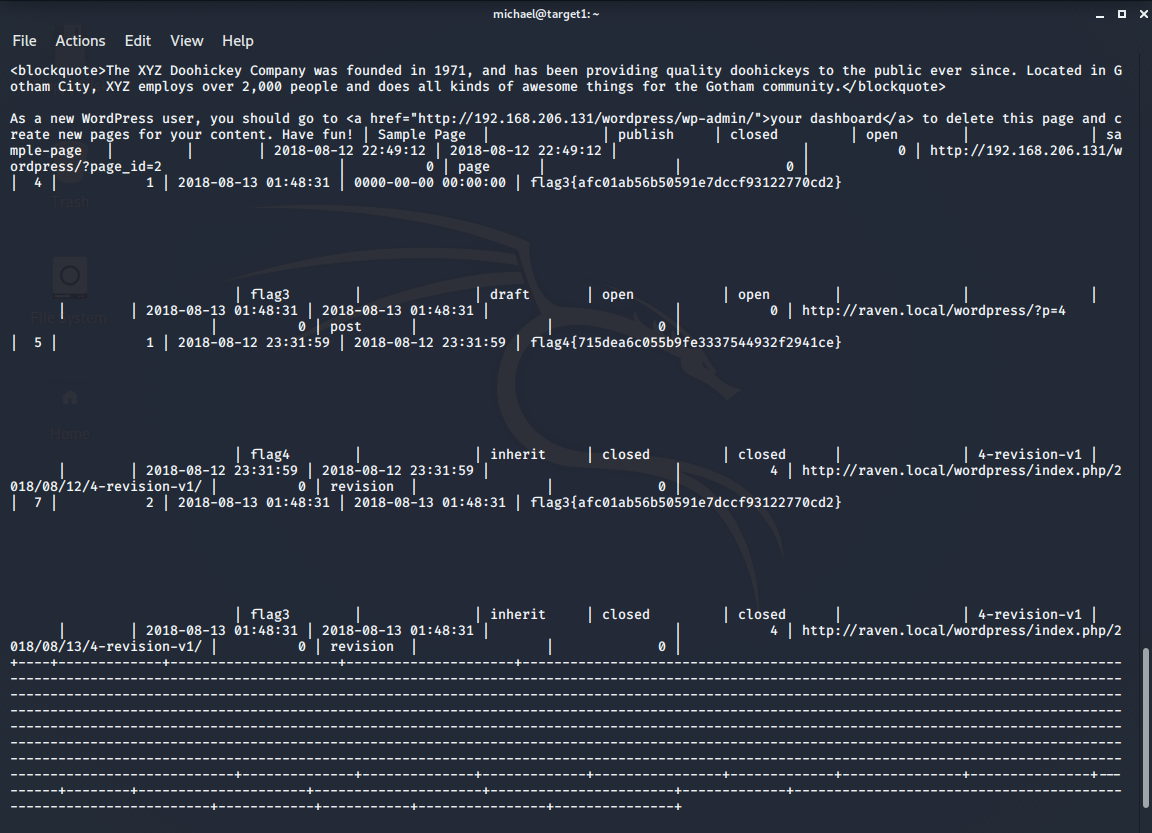 michael@target1: ~
File Actions Edit View Help
<blockquote>The XYZ Doohickey Company was founded in 1971, and has been providing quality doohickeys to the public ever since. Located in G
otham City, XYZ employs over 2,000 people and does all kinds of awesome things for the Gotham community.</blockquote>
As a new WordPress user, you should go to <a href="http://192.168.206.131/wordpress/wp-admin/">your dashboard</a> to delete this page and c
reate new pages for your content. Have fun! | Sample Page | | publish | closed | open | | sa
mple-page | | | 2018-08-12 22:49:12 | 2018-08-12 22:49:12 | | 0 | http://192.168.206.131/w
ordpress/?page_id=2 | 0 | page | | 0 |
| 4 | 1 | 2018-08-13 01:48:31 | 0000-00-00 00:00:00 | flag3{afc01ab56b50591e7dccf93122770cd2}
Trash
| flag3 | | draft | open | open | | |
| | 2018-08-13 01:48:31 | 2018-08-13 01:48:31 | | 0 | http://raven.local/wordpress/?p=4
File System
| 0 | post | | 0 |
| 5 | 1 | 2018-08-12 23:31:59 | 2018-08-12 23:31:59 | flag4{715dea6c055b9fe3337544932f2941ce}
Home
| flag4 | | inherit | closed | closed | | 4-revision-v1 |
| | 2018-08-12 23:31:59 | 2018-08-12 23:31:59 | | 4 | http://raven.local/wordpress/index.php/2
018/08/12/4-revision-v1/ | 0 | revision | | 0 |
| 7 | 2 | 2018-08-13 01:48:31 | 2018-08-13 01:48:31 | flag3{afc01ab56b50591e7dccf93122770cd2}
| flag3 | | inherit | closed | closed | | 4-revision-v1 |
| | 2018-08-13 01:48:31 | 2018-08-13 01:48:31 | | 4 | http://raven.local/wordpress/index.php/2
018/08/13/4-revision-v1/ | 0 | revision | | 0 |